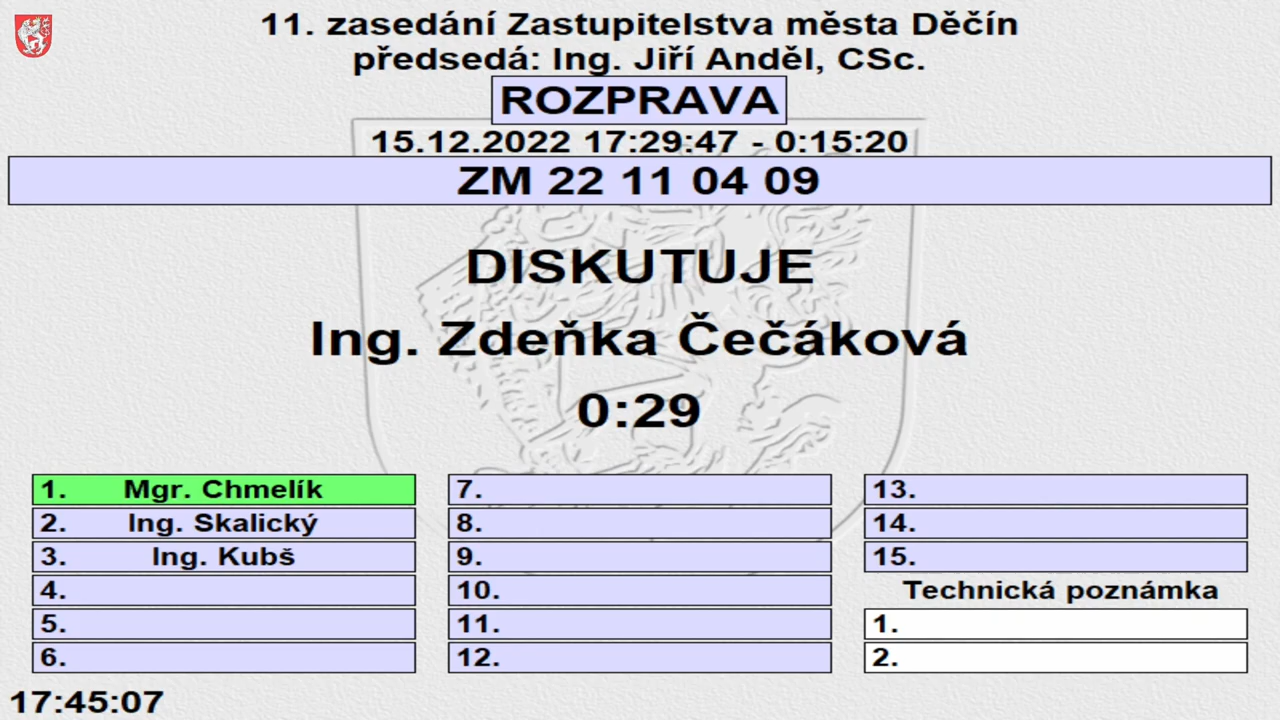 11. zasedání Zastupitelstva města Děčín
předsedá: Ing. Jiří Anděl, CSc.
ROZPRAVA
15.12.2022 17:29:47 - 0:15:20
ZM 22 11 04 09
DISKUTUJE
Ing. Zdeňka Čečáková
0:29
1. Mgr. Chmelík
2. Ing. Skalický
3. Ing. Kubš
4.
5.
6.
7.
8.
9.
10.
11.
12.
13.
14.
15.
Technická poznámka
1.
2.
17:45:07